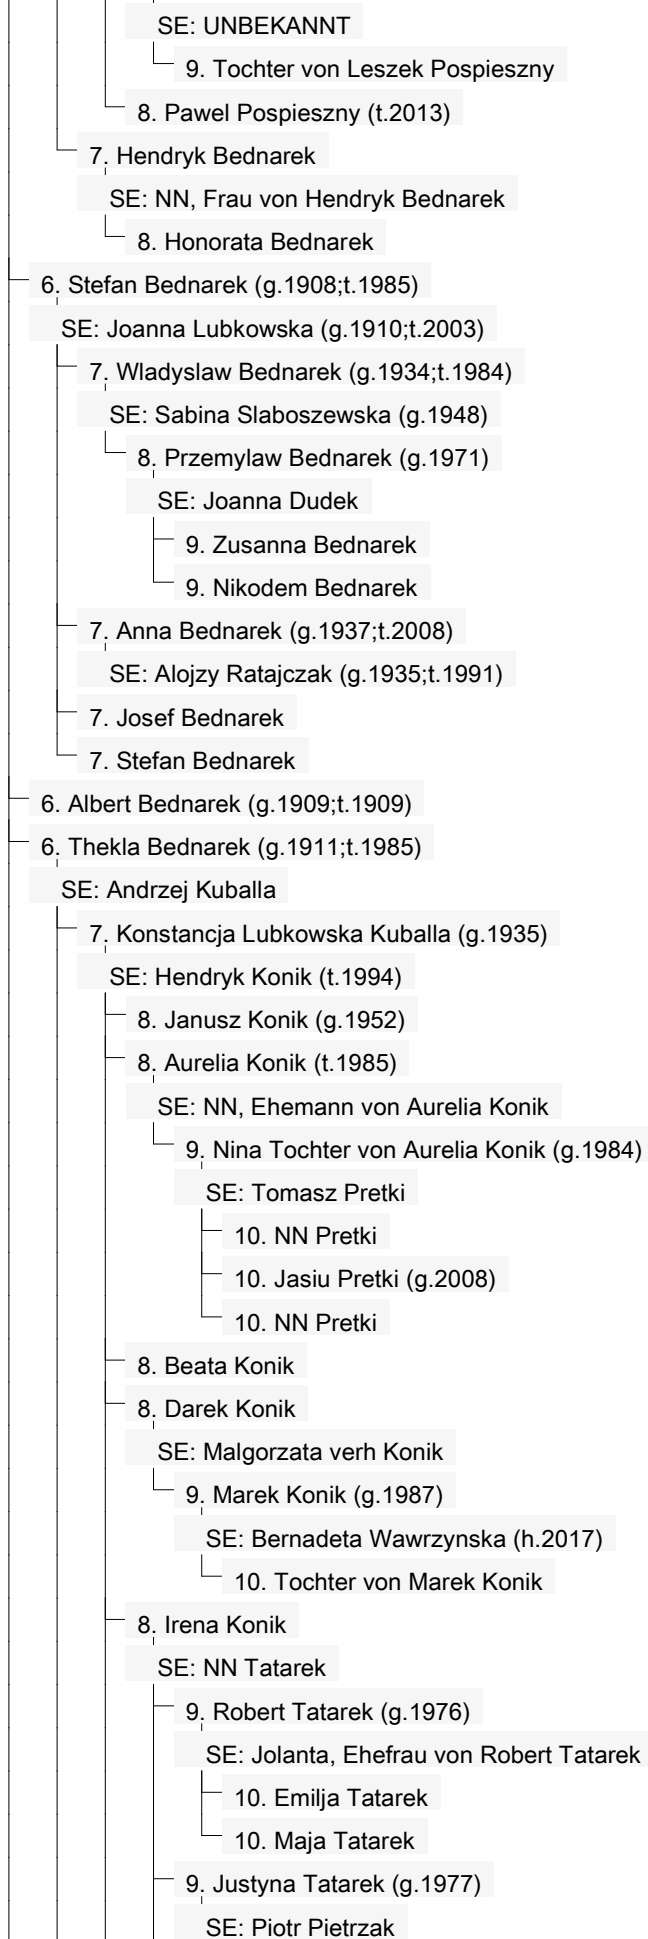 SE: UNBEKANNT
9. Tochter von Leszek Pospieszny
8. Pawel Pospieszny (t.2013)
7. Hendryk Bednarek
SE: NN, Frau von Hendryk Bednarek
8. Honorata Bednarek
6. Stefan Bednarek (g.1908;t.1985)
SE: Joanna Lubkowska (g.1910;t.2003)
7. Wladyslaw Bednarek (g.1934;t.1984)
SE: Sabina Slaboszewska (g.1948)
8. Przemylaw Bednarek (g.1971)
SE: Joanna Dudek
9. Zusanna Bednarek
9. Nikodem Bednarek
7. Anna Bednarek (g.1937;t.2008)
SE: Alojzy Ratajczak (g.1935;t.1991)
7. Josef Bednarek
7. Stefan Bednarek
6. Albert Bednarek (g.1909;t.1909)
6. Thekla Bednarek (g.1911;t.1985)
SE: Andrzej Kuballa
7. Konstancja Lubkowska Kuballa (g.1935)
SE: Hendryk Konik (t.1994)
8. Janusz Konik (g.1952)
8. Aurelia Konik (t.1985)
SE: NN, Ehemann von Aurelia Konik
9. Nina Tochter von Aurelia Konik (g.1984)
SE: Tomasz Pretki
10. NN Pretki
10. Jasiu Pretki (g.2008)
10. NN Pretki
8. Beata Konik
8. Darek Konik
SE: Malgorzata verh Konik
9. Marek Konik (g.1987)
SE: Bernadeta Wawrzynska (h.2017)
10. Tochter von Marek Konik
8. Irena Konik
SE: NN Tatarek
9. Robert Tatarek (g.1976)
SE: Jolanta, Ehefrau von Robert Tatarek
10. Emilja Tatarek
10. Maja Tatarek
9. Justyna Tatarek (g.1977)
SE: Piotr Pietrzak